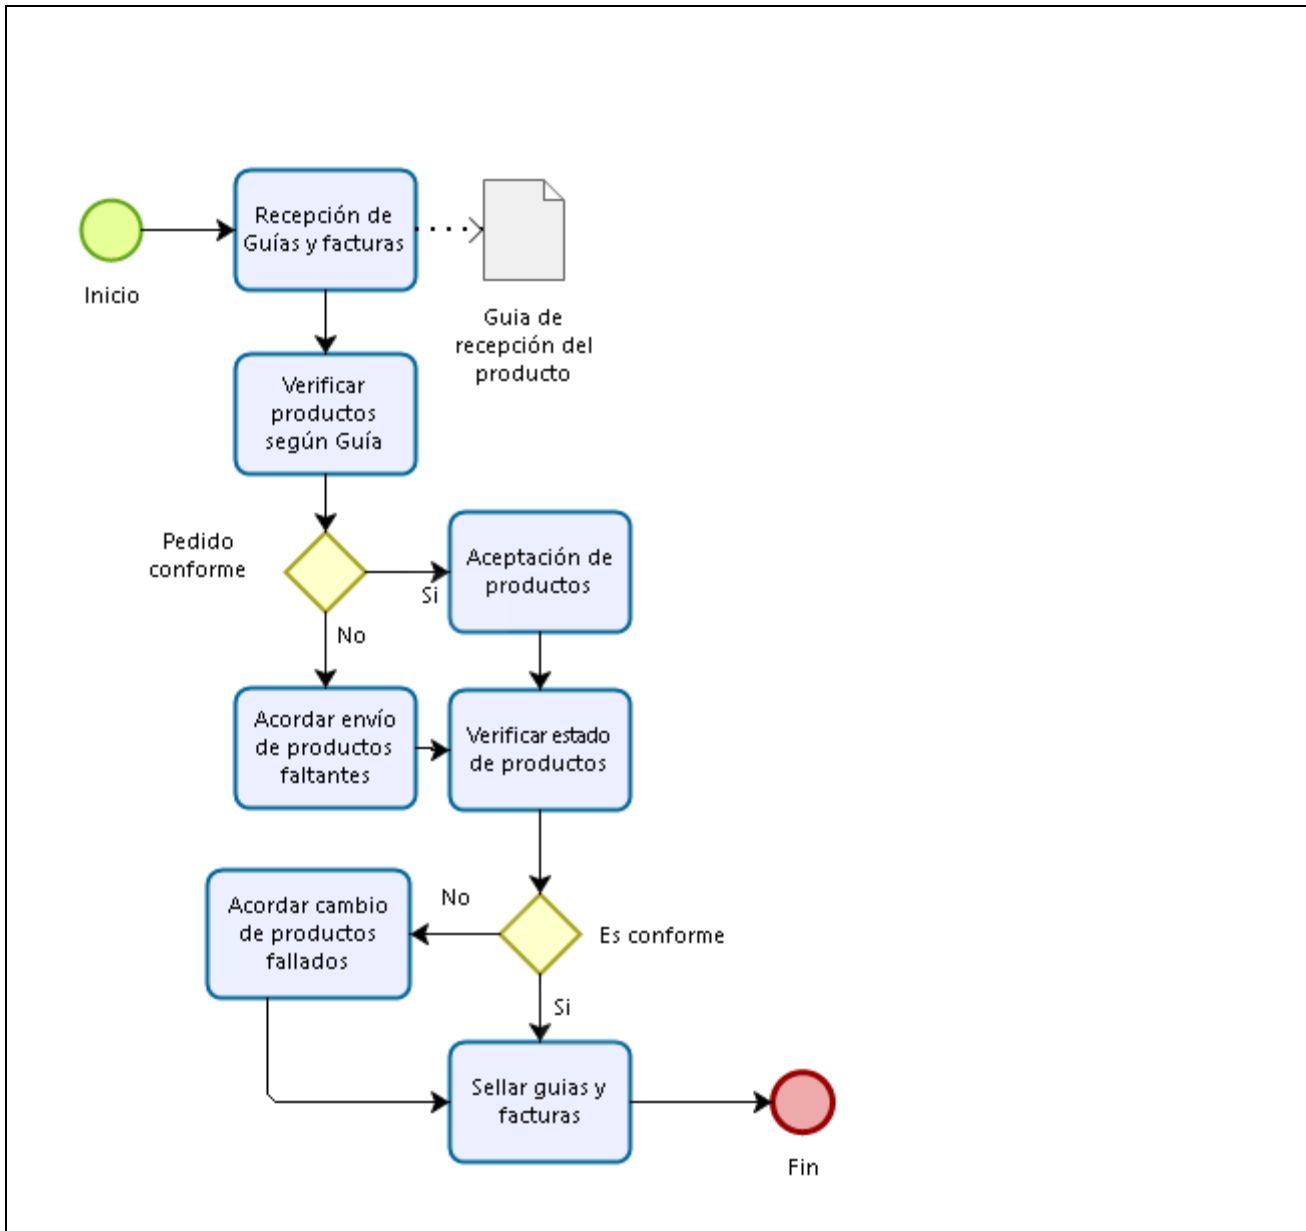 Recepción de
Guías y facturas
Inicio
Guia de
recepción del
producto
Verificar
productos
según Guía
Pedido
conforme
Si
Aceptación de
productos
No
Acordar envío
de productos
faltantes
Verificar estado
de productos
Acordar cambio
de productos
fallados
No
Es conforme
Si
Sellar guias y
facturas
Fin